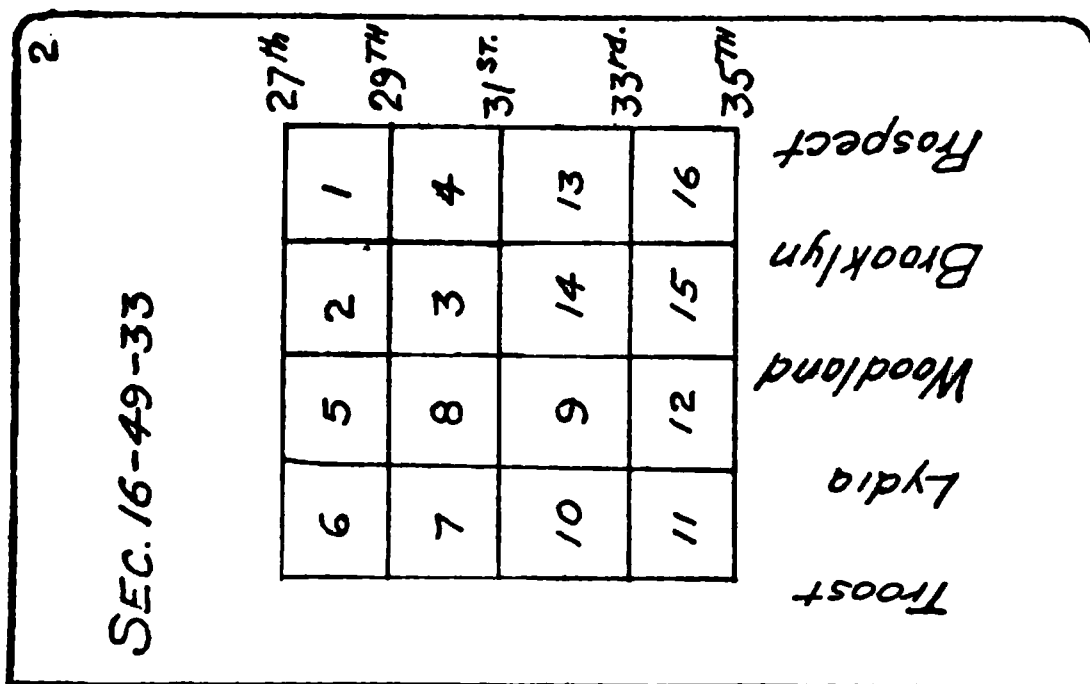 2
SEC. 16-49-33
27th
6 5 2 1
29TH
7 8 3 4
31ST.
10 9 14 13
33rd.
11 12 15 16
35TH
Troost
Lydia
Woodland
Brooklyn
Prospect